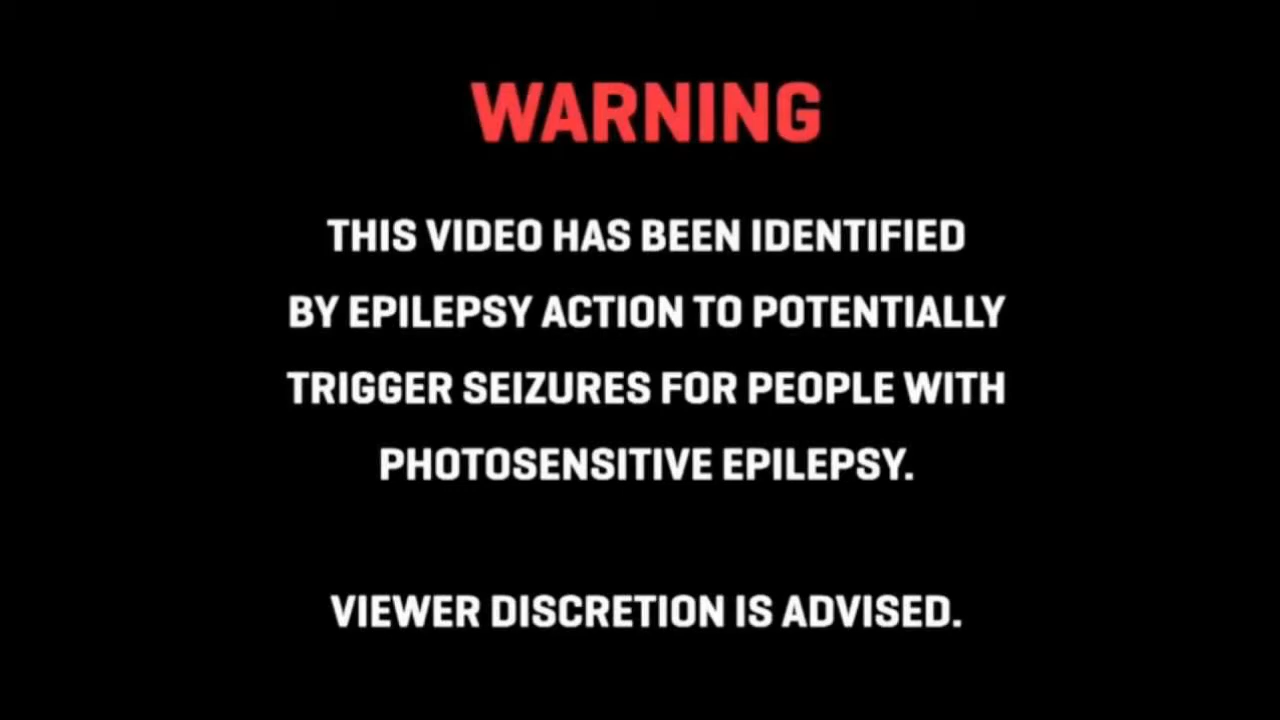 WARNING
THIS VIDEO HAS BEEN IDENTIFIED
BY EPILEPSY ACTION TO POTENTIALLY
TRIGGER SEIZURES FOR PEOPLE WITH
PHOTOSENSITIVE EPILEPSY.
VIEWER DISCRETION IS ADVISED.